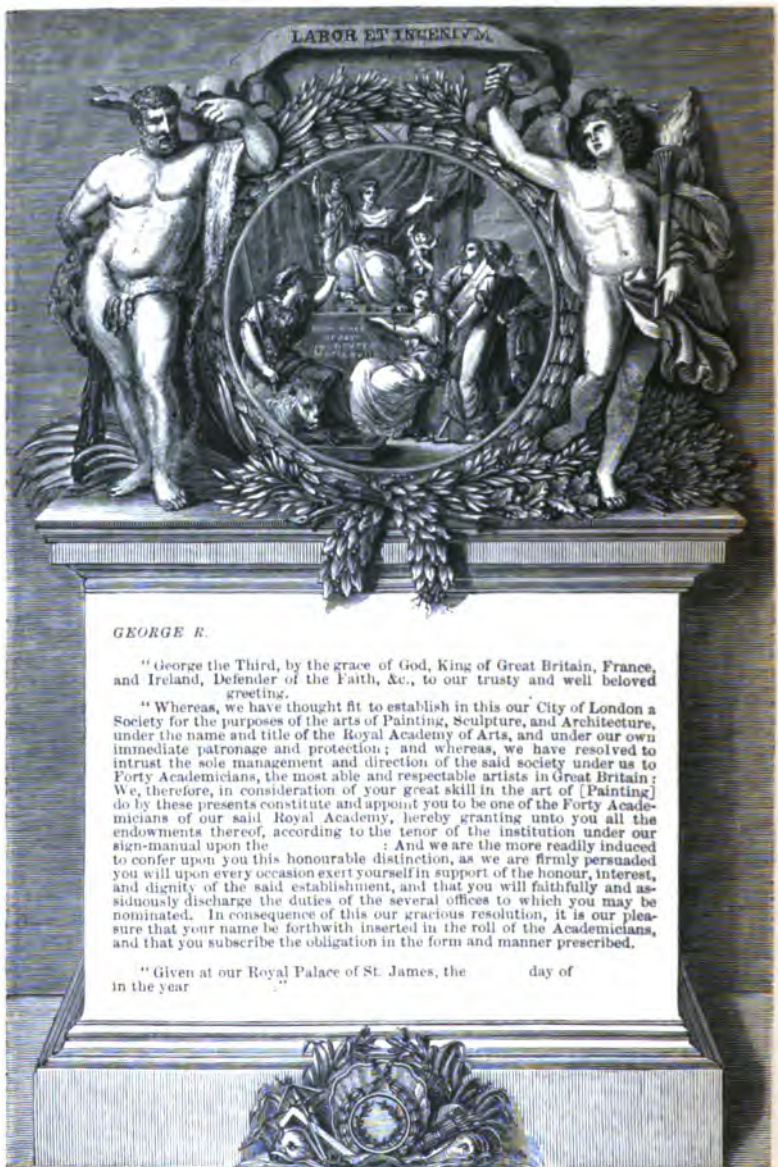 LABOR ET INGENIVM
GEORGE R.
"George the Third, by the grace of God, King of Great Britain, France,
and Ireland, Defender of the Faith, &c., to our trusty and well beloved
greeting.
"Whereas, we have thought fit to establish in this our City of London a
Society for the purposes of the arts of Painting, Sculpture, and Architecture,
under the name and title of the Royal Academy of Arts, and under our own
immediate patronage and protection; and whereas, we have resolved to
intrust the sole management and direction of the said society under us to
Forty Academicians, the most able and respectable artists in Great Britain:
We, therefore, in consideration of your great skill in the art of [Painting]
do by these presents constitute and appoint you to be one of the Forty Acade-
micians of our said Royal Academy, hereby granting unto you all the
endowments thereof, according to the tenor of the institution under our
sign-manual upon the : And we are the more readily induced
to confer upon you this honourable distinction, as we are firmly persuaded
you will upon every occasion exert yourself in support of the honour, interest,
and dignity of the said establishment, and that you will faithfully and as-
siduously discharge the duties of the several offices to which you may be
nominated. In consequence of this our gracious resolution, it is our plea-
sure that your name be forthwith inserted in the roll of the Academicians,
and that you subscribe the obligation in the form and manner prescribed.
"Given at our Royal Palace of St. James, the day of
in the year ."